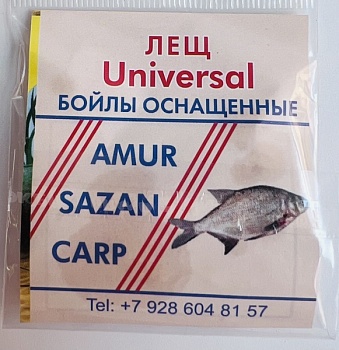 ЛЕЩ
Universal
БОЙЛЫ ОСНАЩЕННЫЕ
AMUR
SAZAN
CARP
Tel: +7 928 604 81 57